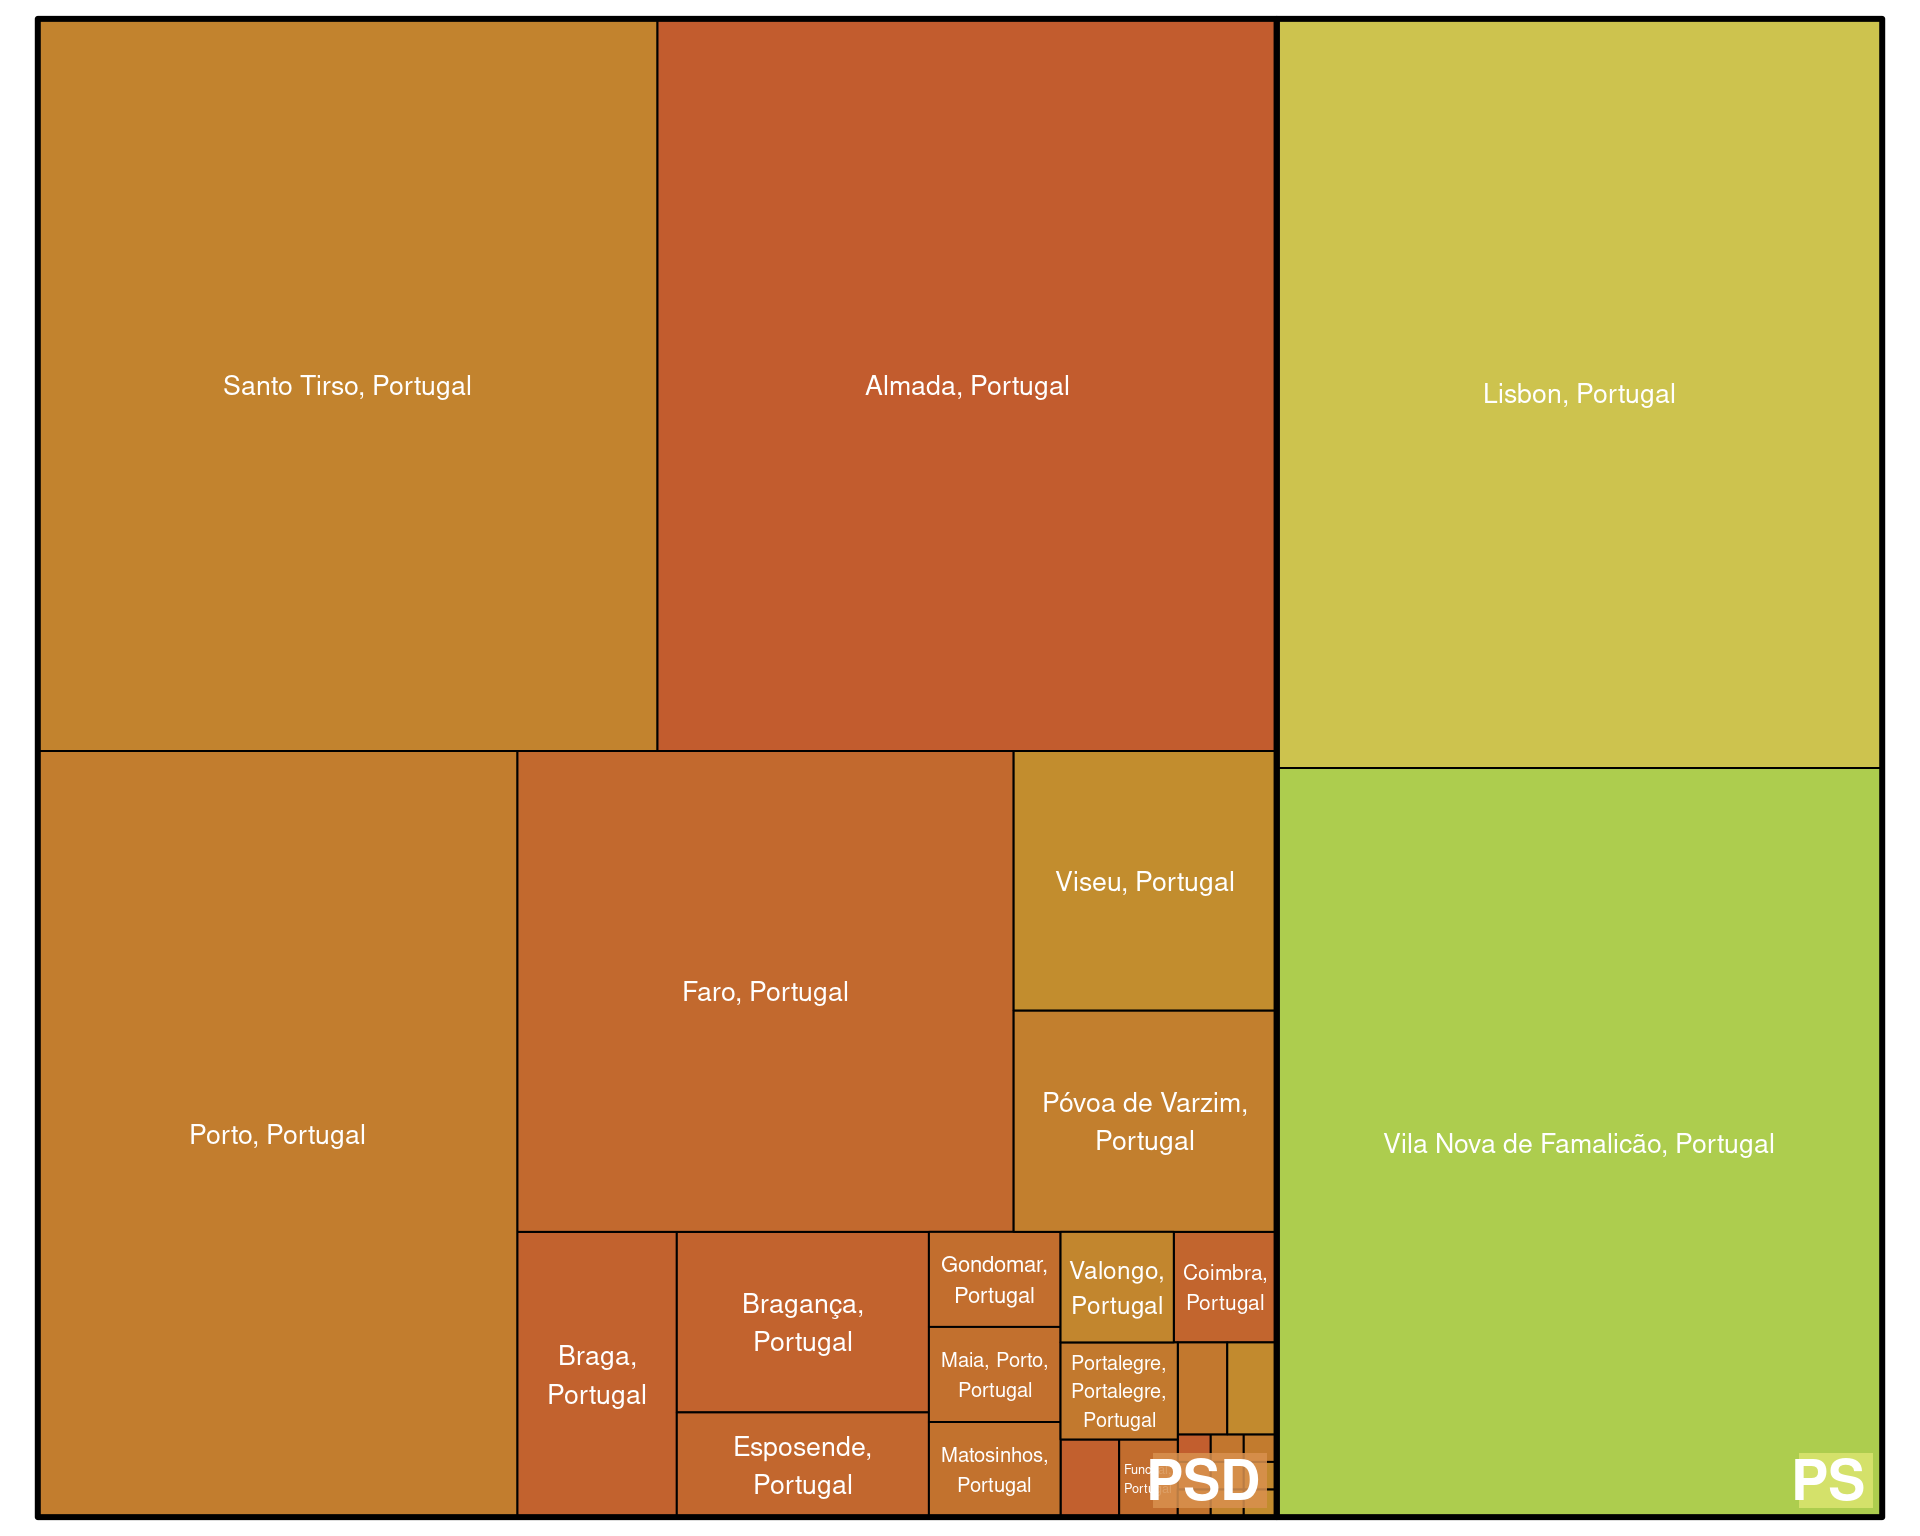 Santo Tirso, Portugal
Almada, Portugal
Lisbon, Portugal
Porto, Portugal
Faro, Portugal
Viseu, Portugal
Póvoa de Varzim,
Portugal
Vila Nova de Famalicão, Portugal
Braga,
Portugal
Bragança,
Portugal
Esposende,
Portugal
Gondomar,
Portugal
Maia, Porto,
Portugal
Matosinhos,
Portugal
Valongo,
Portugal
Coimbra,
Portugal
Portalegre,
Portalegre,
Portugal
PSD
PS